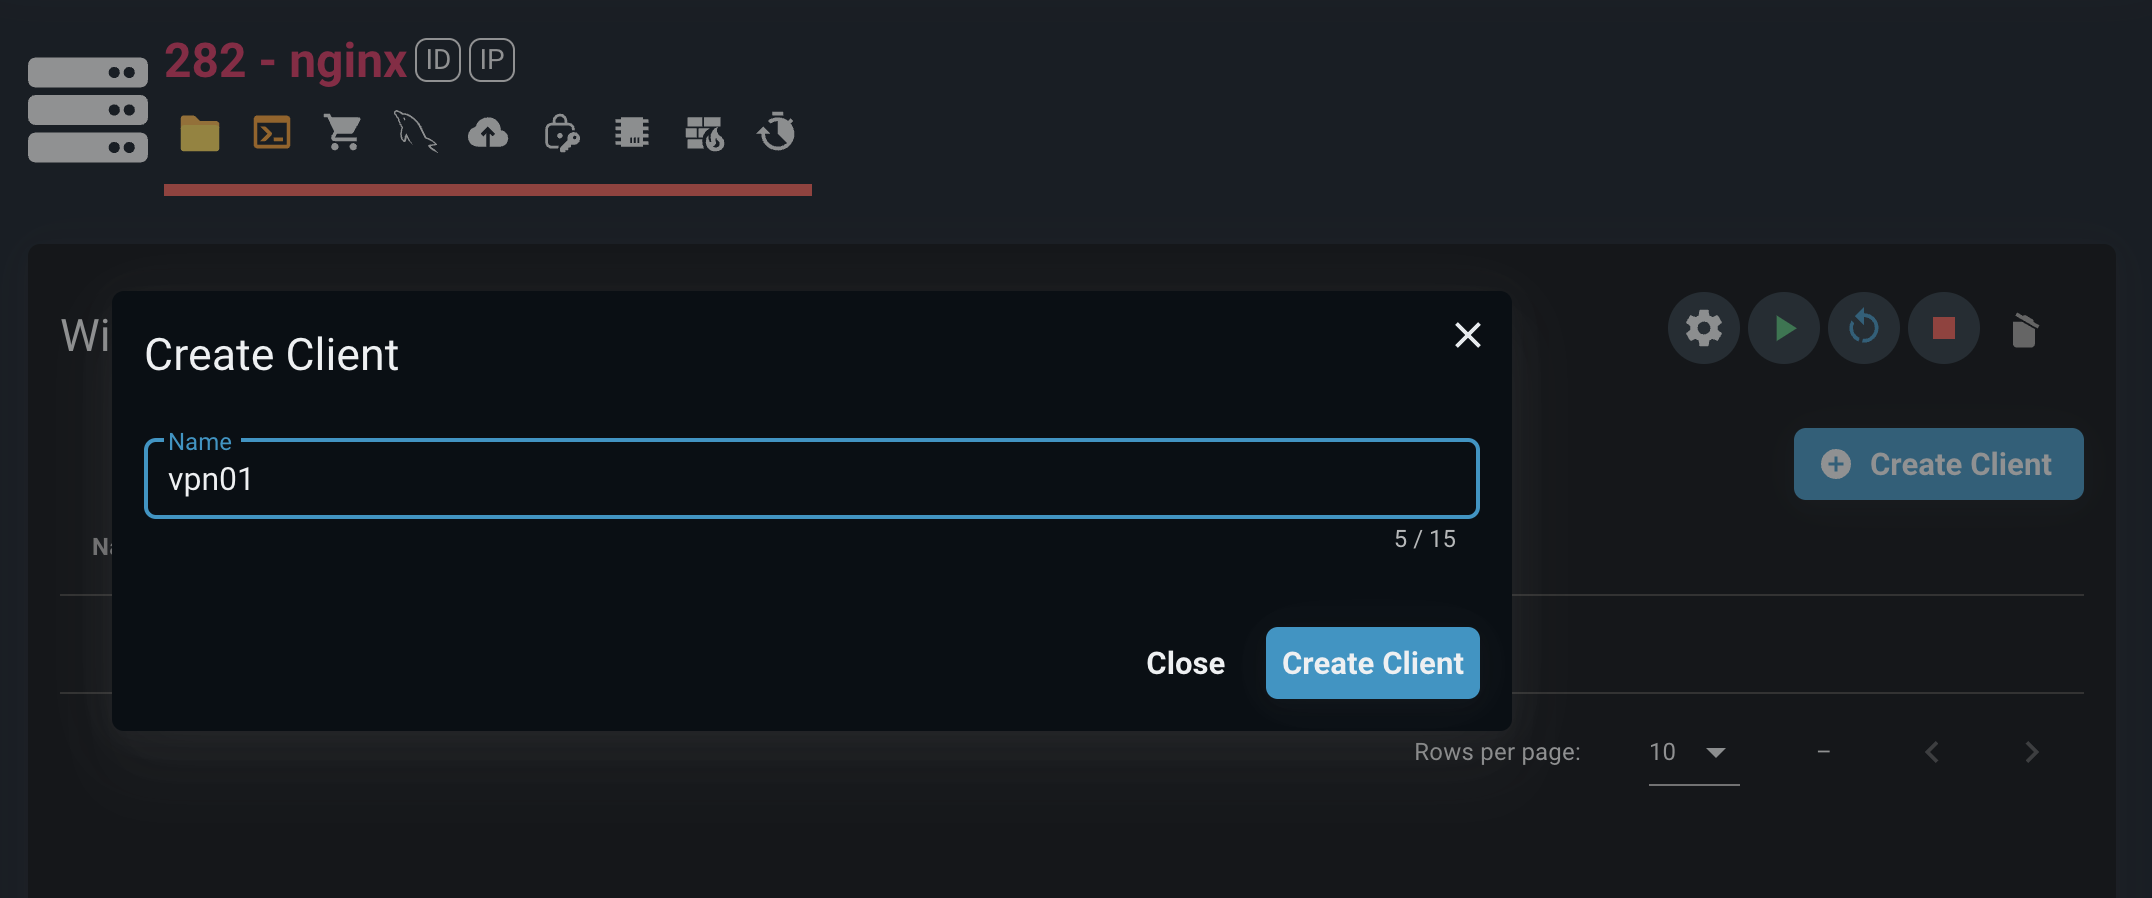 282 - nginx ID IP
Wi
Create Client
Name
vpn01
5 / 15
Create Client
Na
Close
Create Client
Rows per page: 10 –